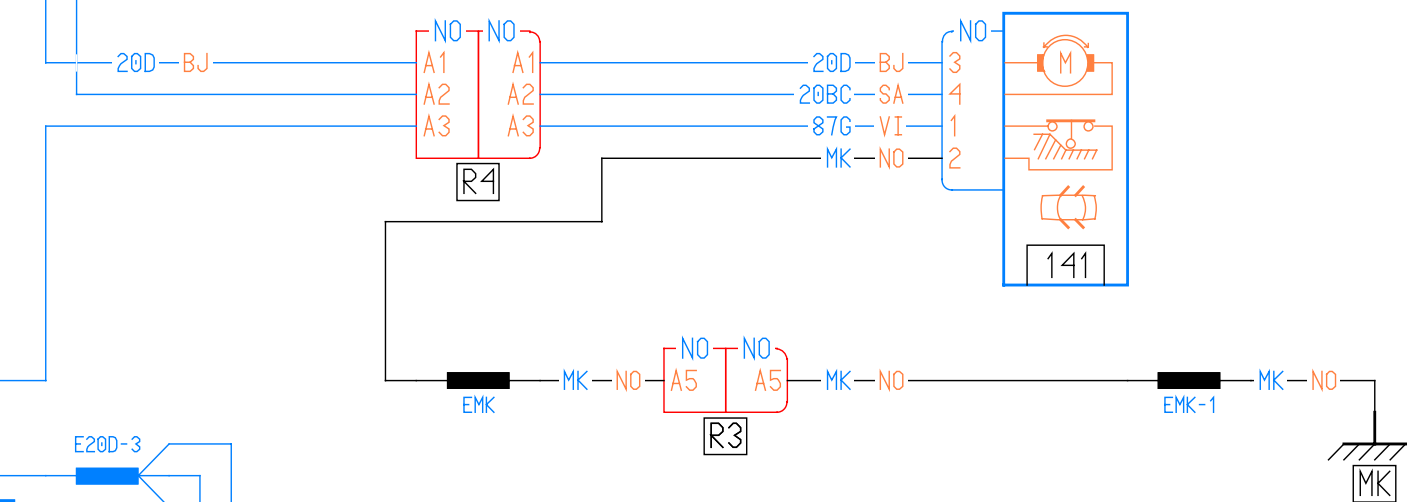 NO NO NO
20D BJ A1 A1 20D BJ 3 M
A2 A2 20BC SA 4
A3 A3 87G VI 1
MK NO 2
R4
141
NO NO
MK NO A5 A5 MK NO MK NO
EMK EMK-1
R3
E20D-3
MK